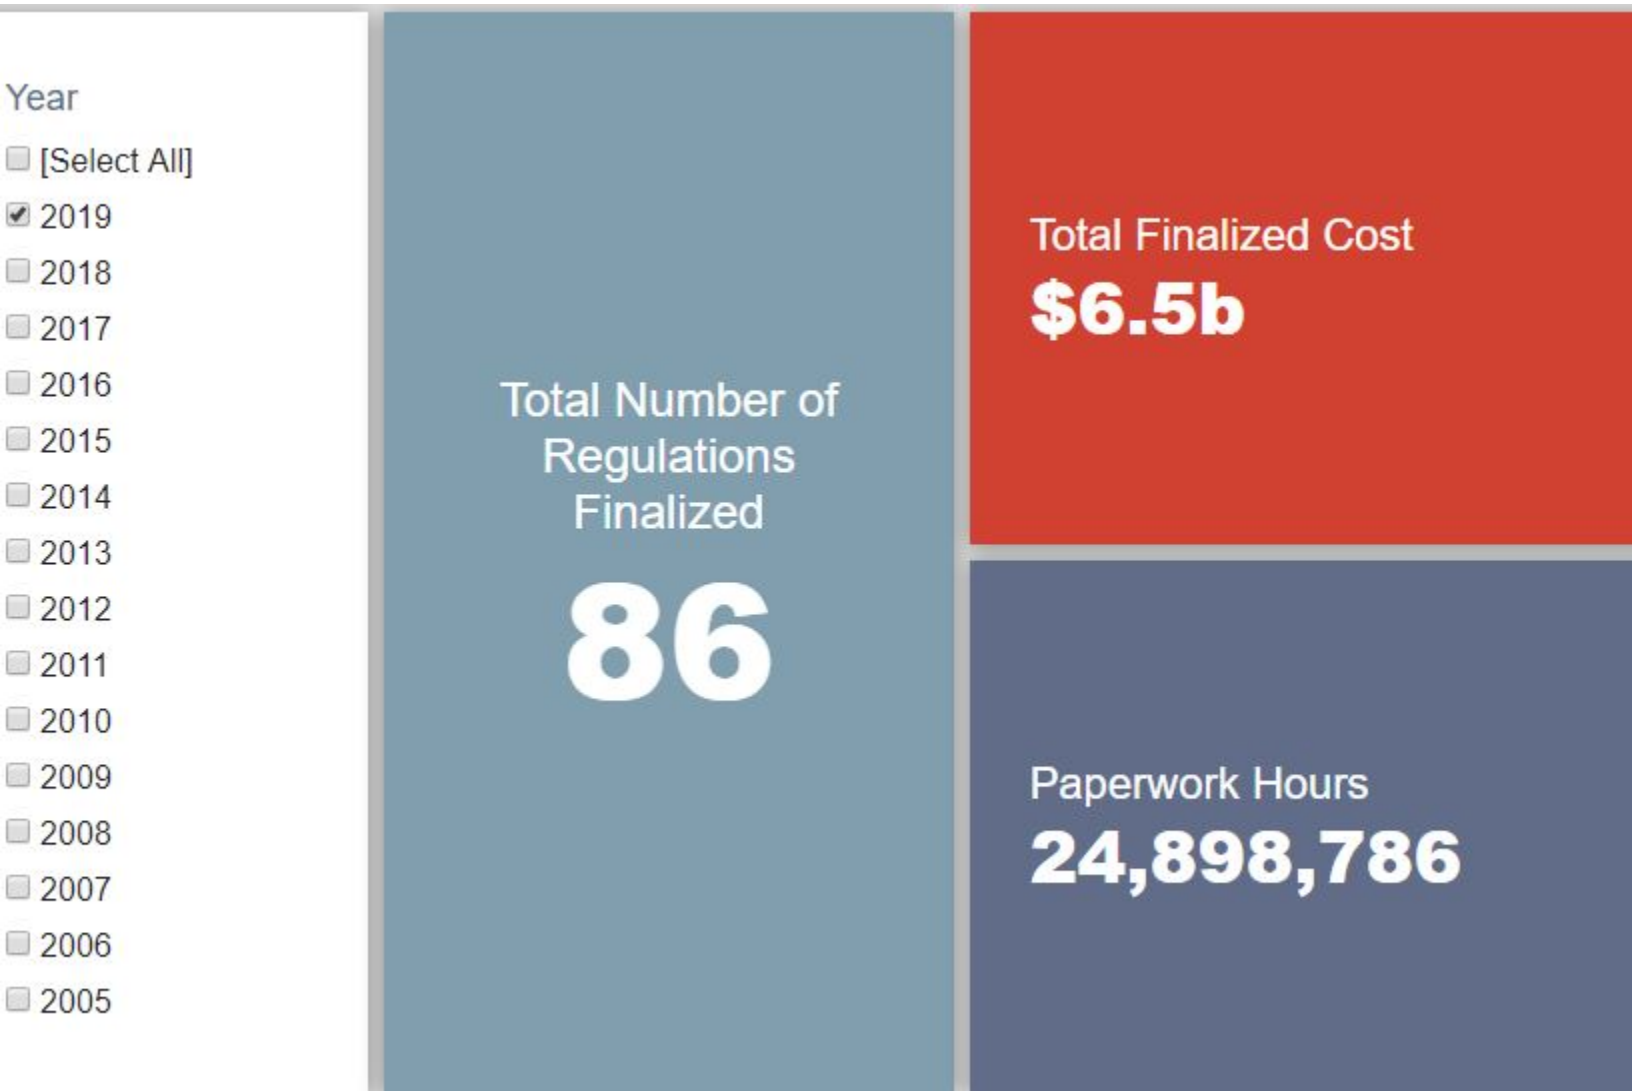 Year
[Select All]
2019
2018
2017
2016
2015
2014
2013
2012
2011
2010
2009
2008
2007
2006
2005
Total Number of
Regulations
Finalized
86
Total Finalized Cost
$6.5b
Paperwork Hours
24,898,786